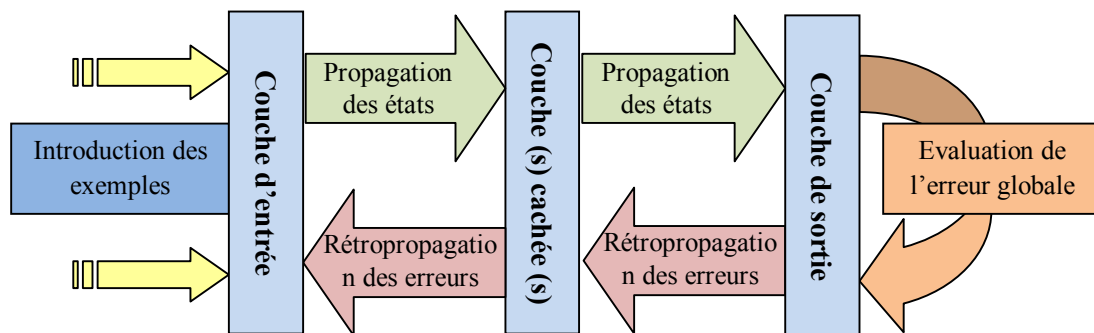 Introduction des
exemples
Couche d'entrée
Propagation
des états
Rétropropagatio
n des erreurs
Couche (s) cachée (s)
Propagation
des états
Rétropropagatio
n des erreurs
Couche de sortie
Evaluation de
l'erreur globale